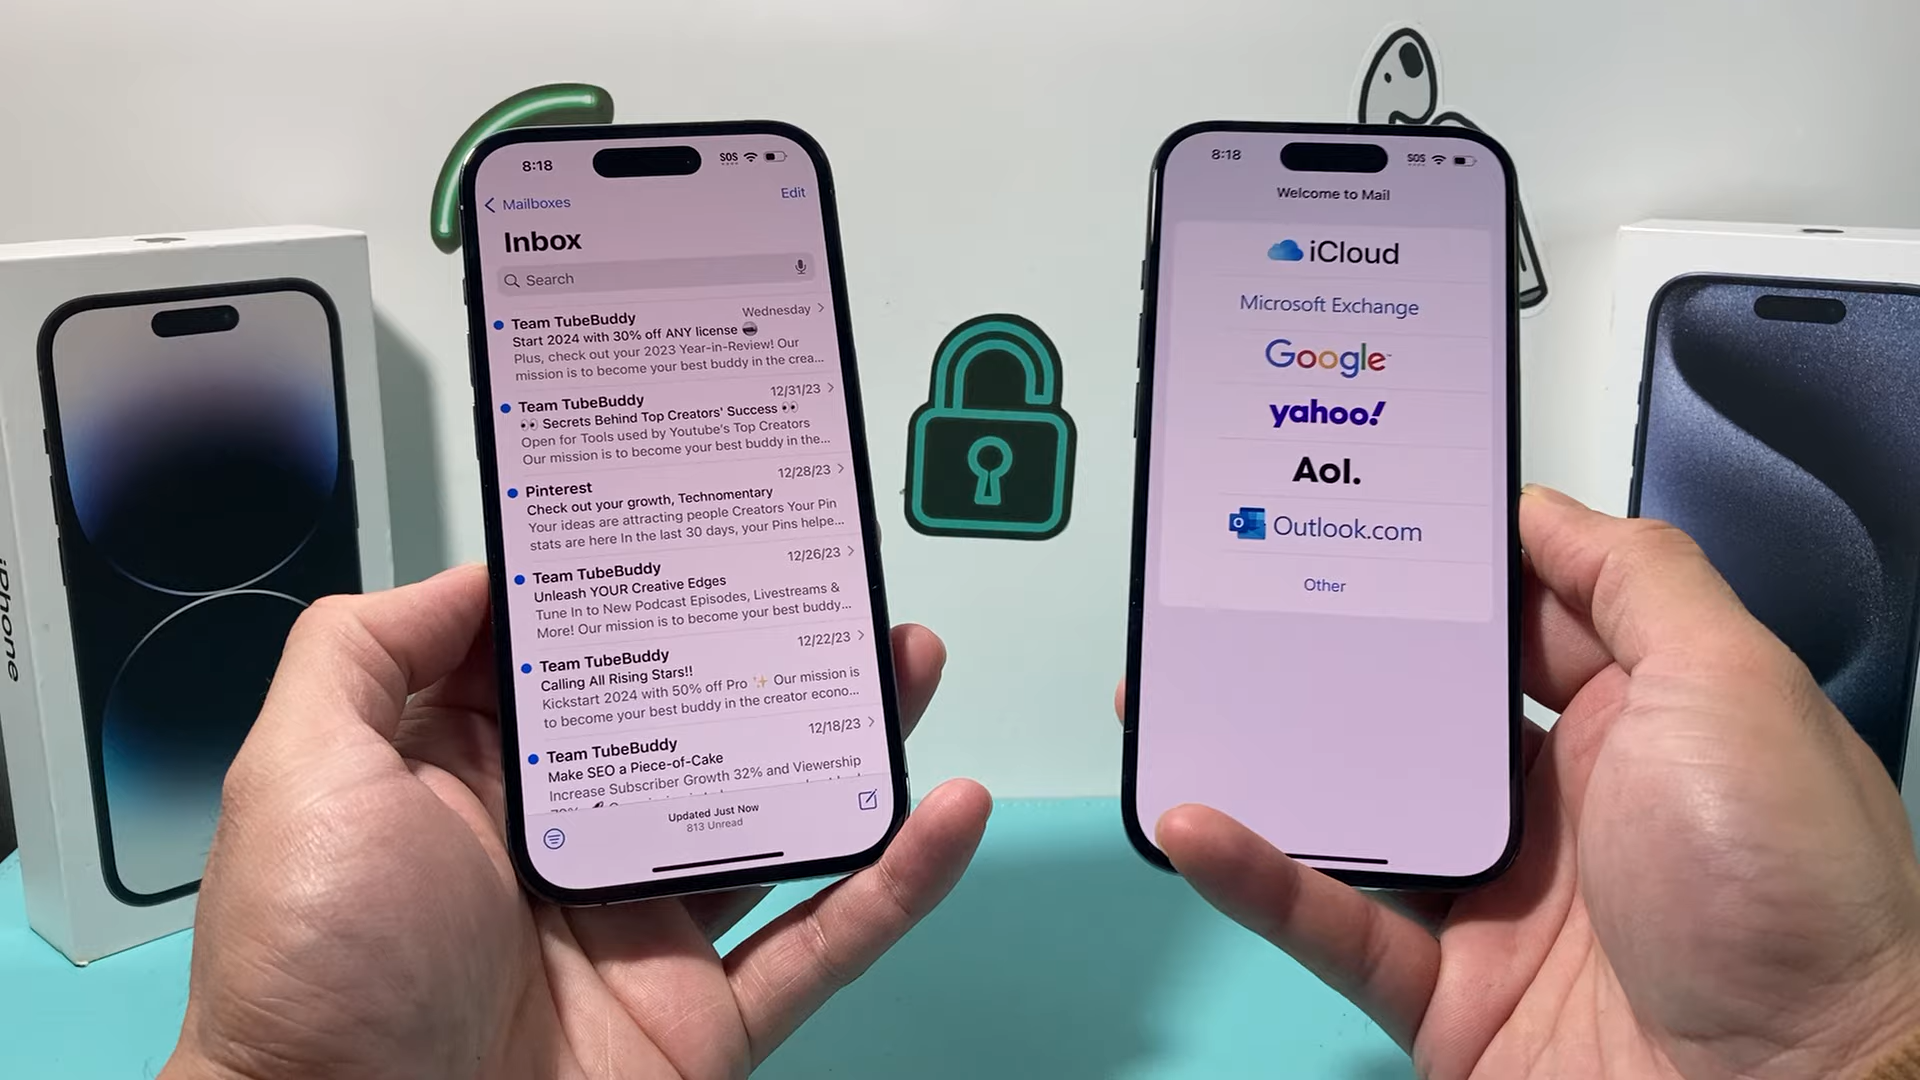 iPhone
8:18
SOS
Mailboxes
Edit
Inbox
Search
Team TubeBuddy
Wednesday
Start 2024 with 30% off ANY license
Plus, check out your 2023 Year-in-Review! Our
mission is to become your best buddy in the crea...
Team TubeBuddy
12/31/23
👀 Secrets Behind Top Creators' Success 👀
Open for Tools used by Youtube's Top Creators
Our mission is to become your best buddy in the...
Pinterest
12/28/23
Check out your growth, Technomentary
Your ideas are attracting people Creators Your Pin
stats are here In the last 30 days, your Pins helpe...
Team TubeBuddy
12/26/23
Unleash YOUR Creative Edges
Tune In to New Podcast Episodes, Livestreams &
More! Our mission is to become your best buddy...
Team TubeBuddy
12/22/23
Calling All Rising Stars!!
Kickstart 2024 with 50% off Pro ✨ Our mission is
to become your best buddy in the creator econo...
Team TubeBuddy
12/18/23
Make SEO a Piece-of-Cake
Increase Subscriber Growth 32% and Viewership
Updated Just Now
813 Unread
8:18
SOS
Welcome to Mail
iCloud
Microsoft Exchange
Google
yahoo!
Aol.
Outlook.com
Other